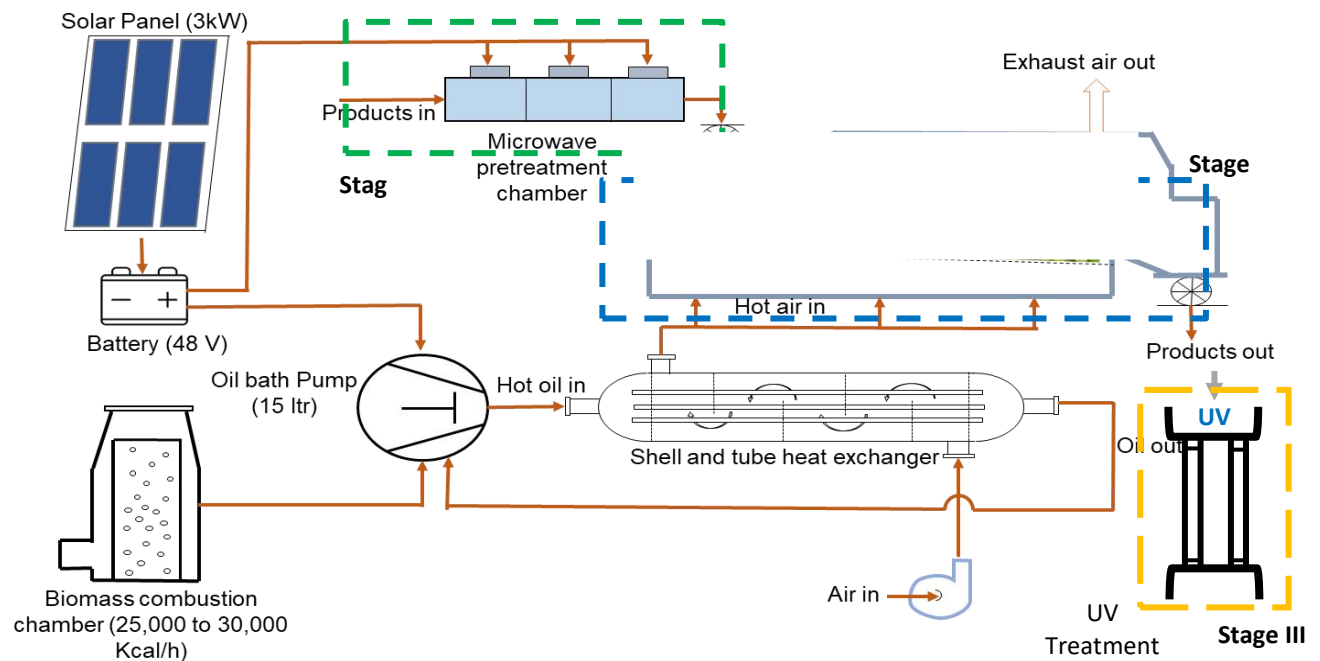 Solar Panel (3kW)
Exhaust air out
Products in
Microwave
pretreatment
chamber
Stag
Stage
− +
Battery (48 V)
Hot air in
Products out
Oil bath Pump
(15 ltr)
Hot oil in
UV
Oil out
Shell and tube heat exchanger
Biomass combustion
chamber (25,000 to 30,000
Kcal/h)
Air in
UV
Treatment
Stage III